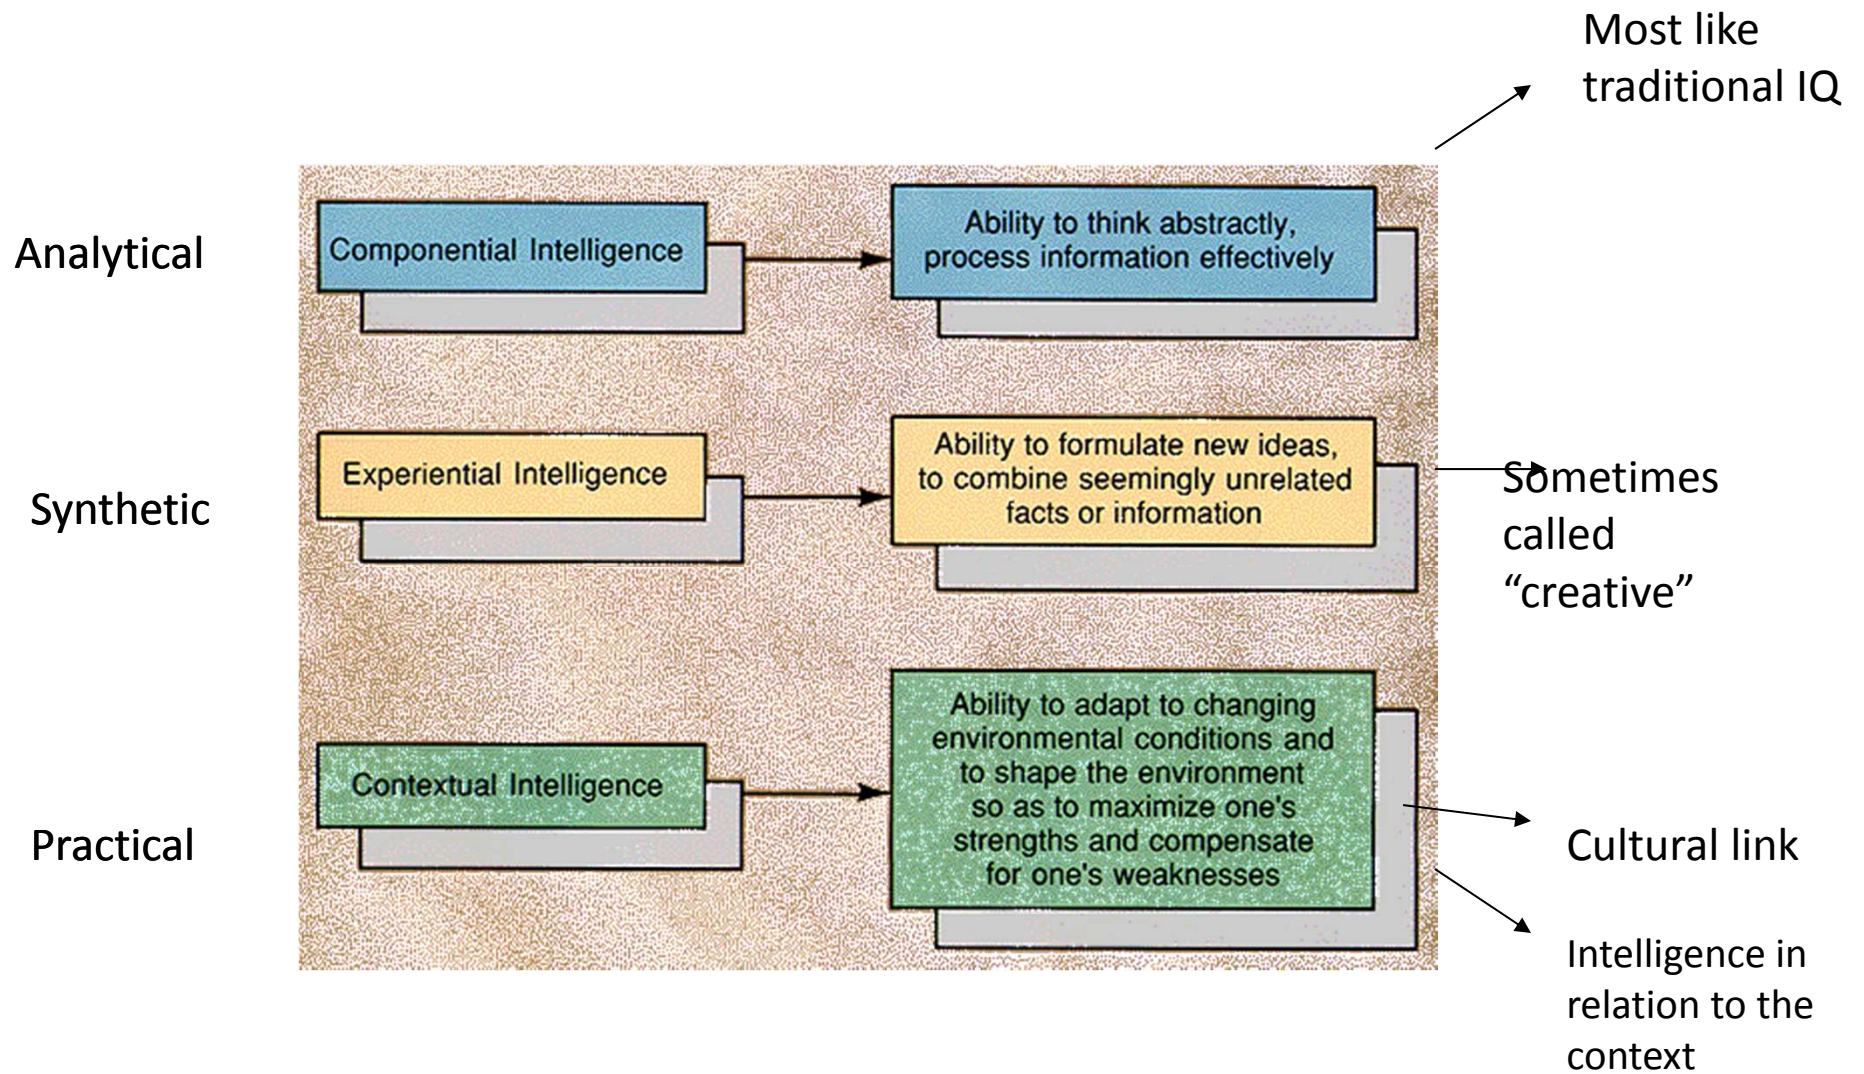 Most like
traditional IQ
Analytical
Componential Intelligence
Ability to think abstractly,
process information effectively
Synthetic
Experiential Intelligence
Ability to formulate new ideas,
to combine seemingly unrelated
facts or information
Sometimes
called
“creative”
Practical
Contextual Intelligence
Ability to adapt to changing
environmental conditions and
to shape the environment
so as to maximize one's
strengths and compensate
for one's weaknesses
Cultural link
Intelligence in
relation to the
context